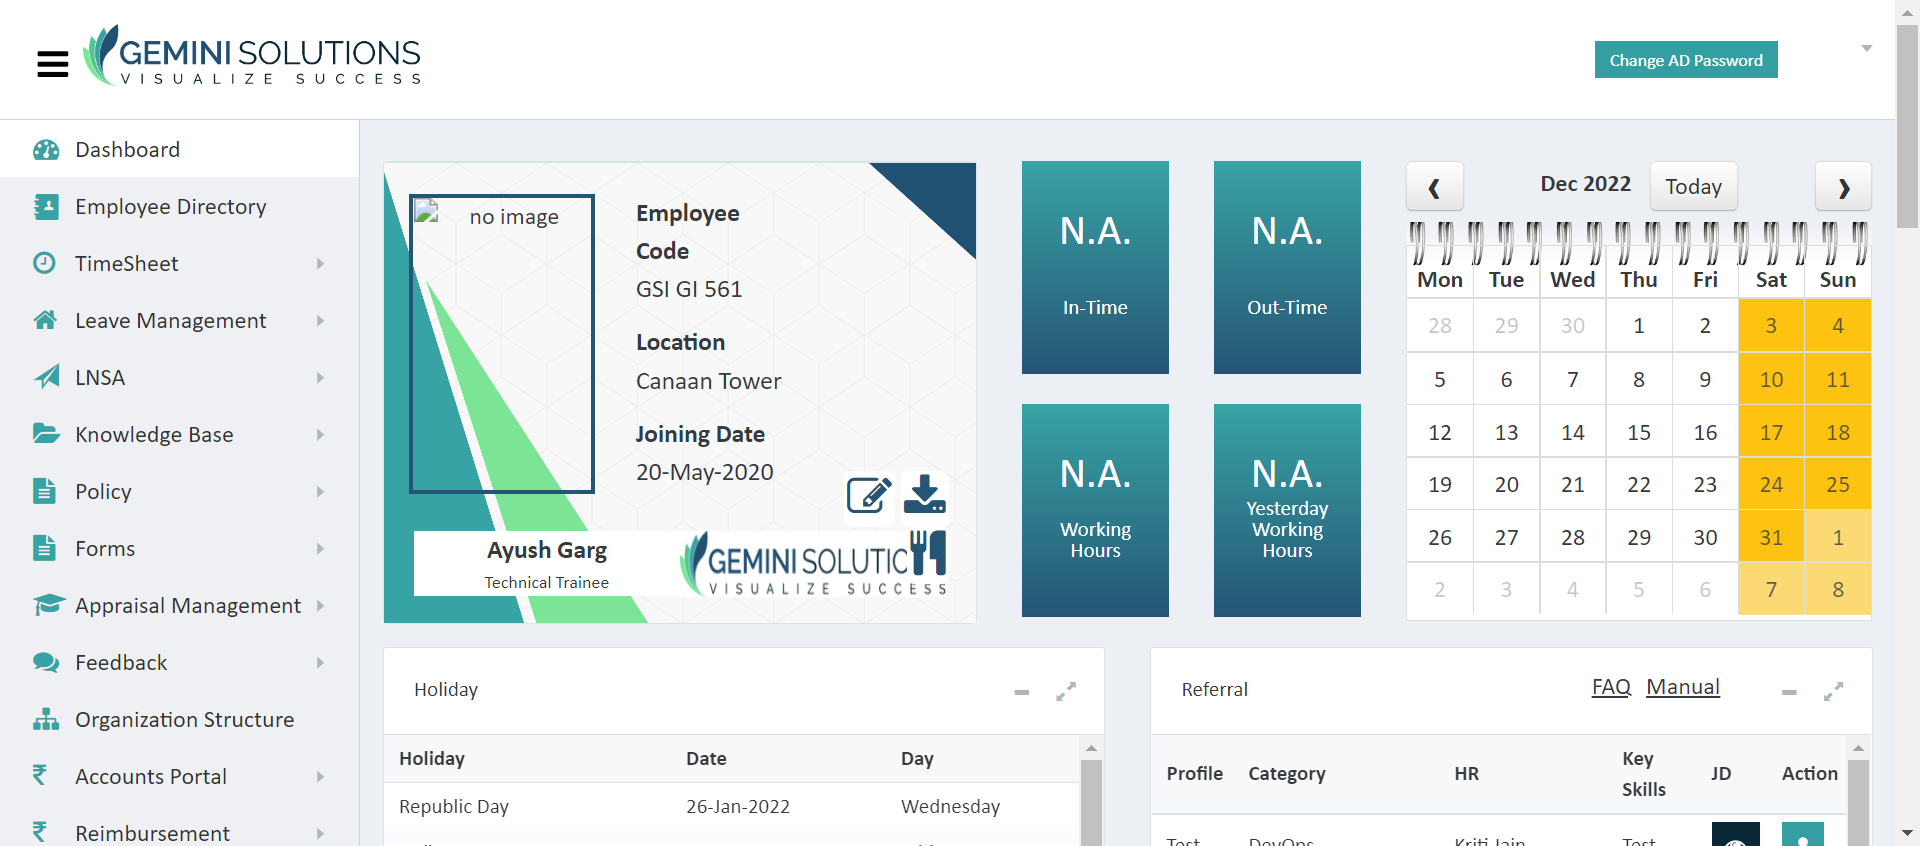 GEMINI SOLUTIONS
VISUALIZE SUCCESS
Change AD Password
Dashboard
Employee Directory
TimeSheet
Leave Management
LNSA
Knowledge Base
Policy
Forms
Appraisal Management
Feedback
Organization Structure
Accounts Portal
Reimbursement
no image
Employee
Code
GSI GI 561
Location
Canaan Tower
Joining Date
20-May-2020
Ayush Garg
Technical Trainee
GEMINI SOLUTIC
VISUALIZE SUCCESS
N.A.
In-Time
N.A.
Out-Time
N.A.
Working
Hours
N.A.
Yesterday
Working
Hours
Dec 2022
Today
Mon Tue Wed Thu Fri Sat Sun
28 29 30 1 2 3 4
5 6 7 8 9 10 11
12 13 14 15 16 17 18
19 20 21 22 23 24 25
26 27 28 29 30 31 1
2 3 4 5 6 7 8
Holiday
Holiday Date Day
Republic Day 26-Jan-2022 Wednesday
Referral
FAQ Manual
Profile Category HR Key Skills JD Action
Test DevOps Kriti Jain Test